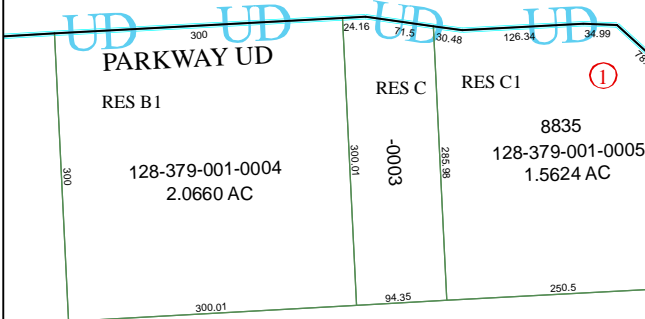 UD UD UD UD
300 24.16 71.5 30.48 126.34 34.99
PARKWAY UD
RES B1 RES C RES C1 1
8835
300 128-379-001-0004 300.01 -0003 285.98 128-379-001-0005
2.0660 AC 1.5624 AC
300.01 94.35 250.5